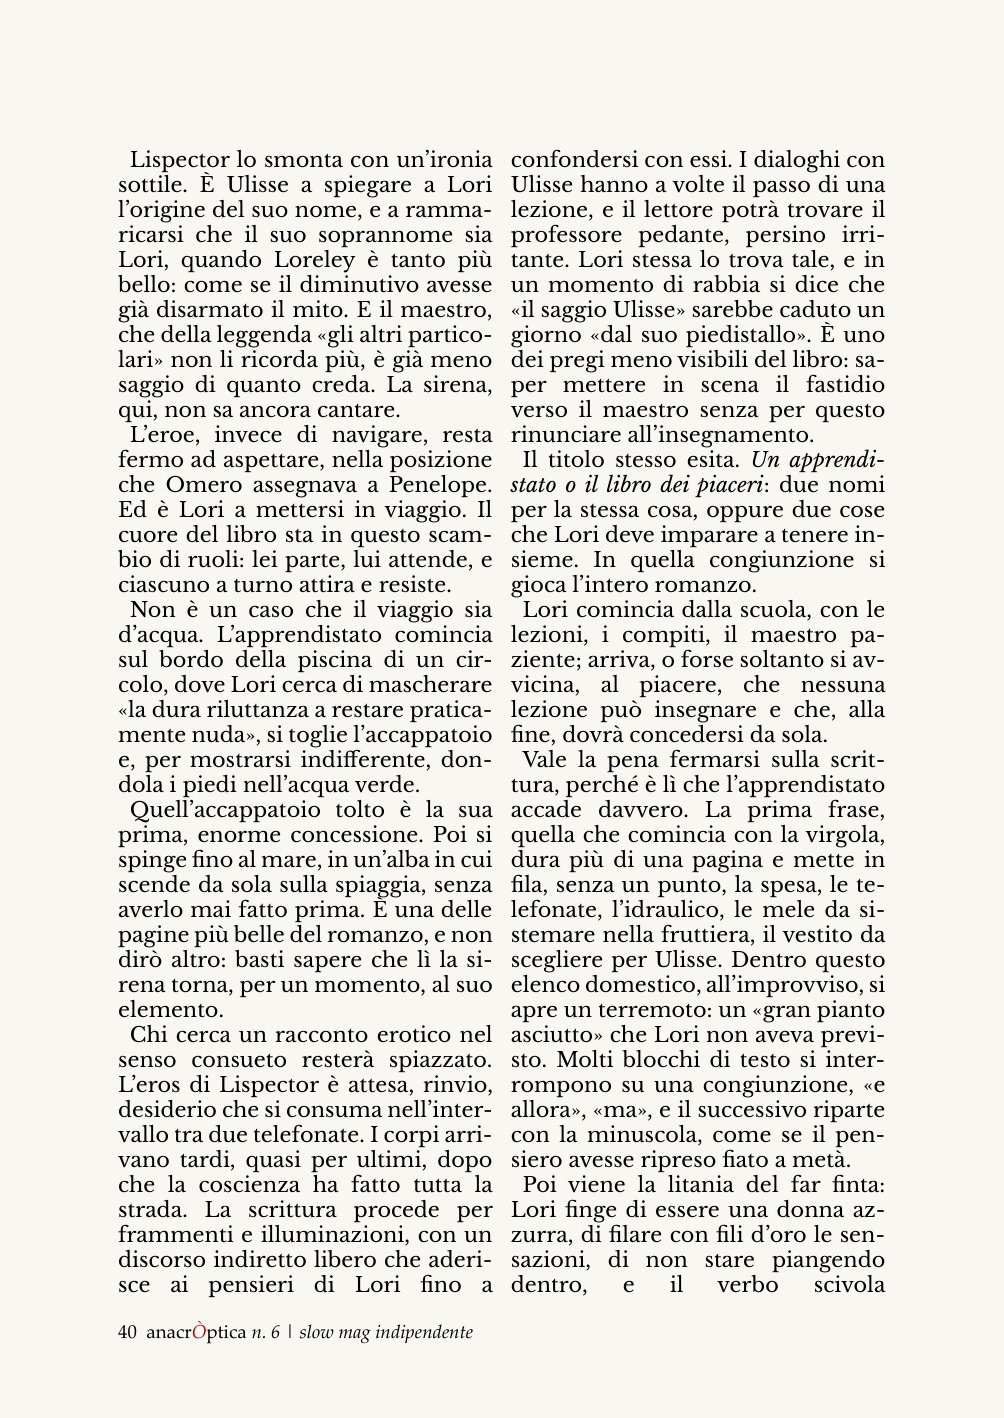 Lispector lo smonta con un’ironia
sottile. È Ulisse a spiegare a Lori
l’origine del suo nome, e a ramma-
ricarsi che il suo soprannome sia
Lori, quando Loreley è tanto più
bello: come se il diminutivo avesse
già disarmato il mito. E il maestro,
che della leggenda «gli altri partico-
lari» non li ricorda più, è già meno
saggio di quanto creda. La sirena,
qui, non sa ancora cantare.
L’eroe, invece di navigare, resta
fermo ad aspettare, nella posizione
che Omero assegnava a Penelope.
Ed è Lori a mettersi in viaggio. Il
cuore del libro sta in questo scam-
bio di ruoli: lei parte, lui attende, e
ciascuno a turno attira e resiste.
Non è un caso che il viaggio sia
d’acqua. L’apprendistato comincia
sul bordo della piscina di un cir-
colo, dove Lori cerca di mascherare
«la dura riluttanza a restare pratica-
mente nuda», si toglie l’accappatoio
e, per mostrarsi indifferente, don-
dola i piedi nell’acqua verde.
Quell’accappatoio tolto è la sua
prima, enorme concessione. Poi si
spinge fino al mare, in un’alba in cui
scende da sola sulla spiaggia, senza
averlo mai fatto prima. È una delle
pagine più belle del romanzo, e non
dirò altro: basti sapere che lì la si-
rena torna, per un momento, al suo
elemento.
Chi cerca un racconto erotico nel
senso consueto resterà spiazzato.
L’eros di Lispector è attesa, rinvio,
desiderio che si consuma nell’inter-
vallo tra due telefonate. I corpi arri-
vano tardi, quasi per ultimi, dopo
che la coscienza ha fatto tutta la
strada. La scrittura procede per
frammenti e illuminazioni, con un
discorso indiretto libero che aderi-
sce ai pensieri di Lori fino a
confondersi con essi. I dialoghi con
Ulisse hanno a volte il passo di una
lezione, e il lettore potrà trovare il
professore pedante, persino irri-
tante. Lori stessa lo trova tale, e in
un momento di rabbia si dice che
«il saggio Ulisse» sarebbe caduto un
giorno «dal suo piedistallo». È uno
dei pregi meno visibili del libro: sa-
per mettere in scena il fastidio
verso il maestro senza per questo
rinunciare all’insegnamento.
Il titolo stesso esita. Un apprendi-
stato o il libro dei piaceri: due nomi
per la stessa cosa, oppure due cose
che Lori deve imparare a tenere in-
sieme. In quella congiunzione si
gioca l’intero romanzo.
Lori comincia dalla scuola, con le
lezioni, i compiti, il maestro pa-
ziente; arriva, o forse soltanto si av-
vicina, al piacere, che nessuna
lezione può insegnare e che, alla
fine, dovrà concedersi da sola.
Vale la pena fermarsi sulla scrit-
tura, perché è lì che l’apprendistato
accade davvero. La prima frase,
quella che comincia con la virgola,
dura più di una pagina e mette in
fila, senza un punto, la spesa, le te-
lefonate, l’idraulico, le mele da si-
stemare nella fruttiera, il vestito da
scegliere per Ulisse. Dentro questo
elenco domestico, all’improvviso, si
apre un terremoto: un «gran pianto
asciutto» che Lori non aveva previ-
sto. Molti blocchi di testo si inter-
rompono su una congiunzione, «e
allora», «ma», e il successivo riparte
con la minuscola, come se il pen-
siero avesse ripreso fiato a metà.
Poi viene la litania del far finta:
Lori finge di essere una donna az-
zurra, di filare con fili d’oro le sen-
sazioni, di non stare piangendo
dentro, e il verbo scivola
40 anacrÒptica n. 6 | slow mag indipendente